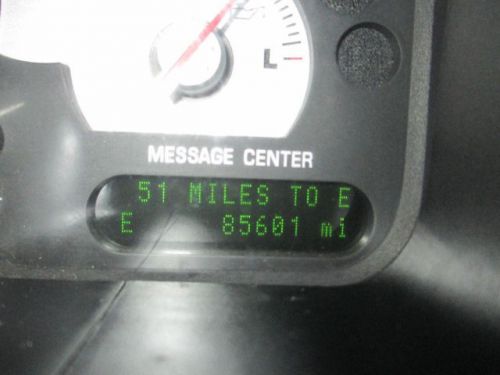 L
MESSAGE CENTER
51 MILES TO E
E 85601 mi